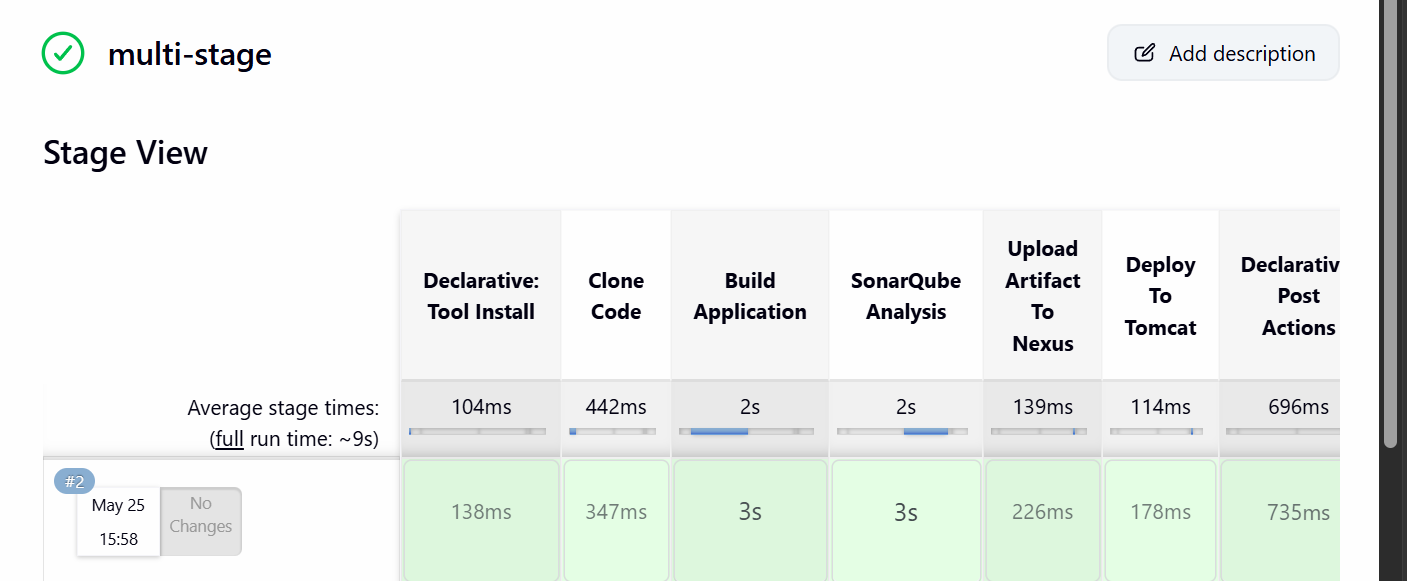 multi-stage
Add description
Stage View
Declarative:
Tool Install
Clone
Code
Build
Application
SonarQube
Analysis
Upload
Artifact
To
Nexus
Deploy
To
Tomcat
Declarativ
Post
Actions
Average stage times:
(full run time: ~9s)
104ms
442ms
2s
2s
139ms
114ms
696ms
#2
May 25
15:58
No
Changes
138ms
347ms
3s
3s
226ms
178ms
735ms